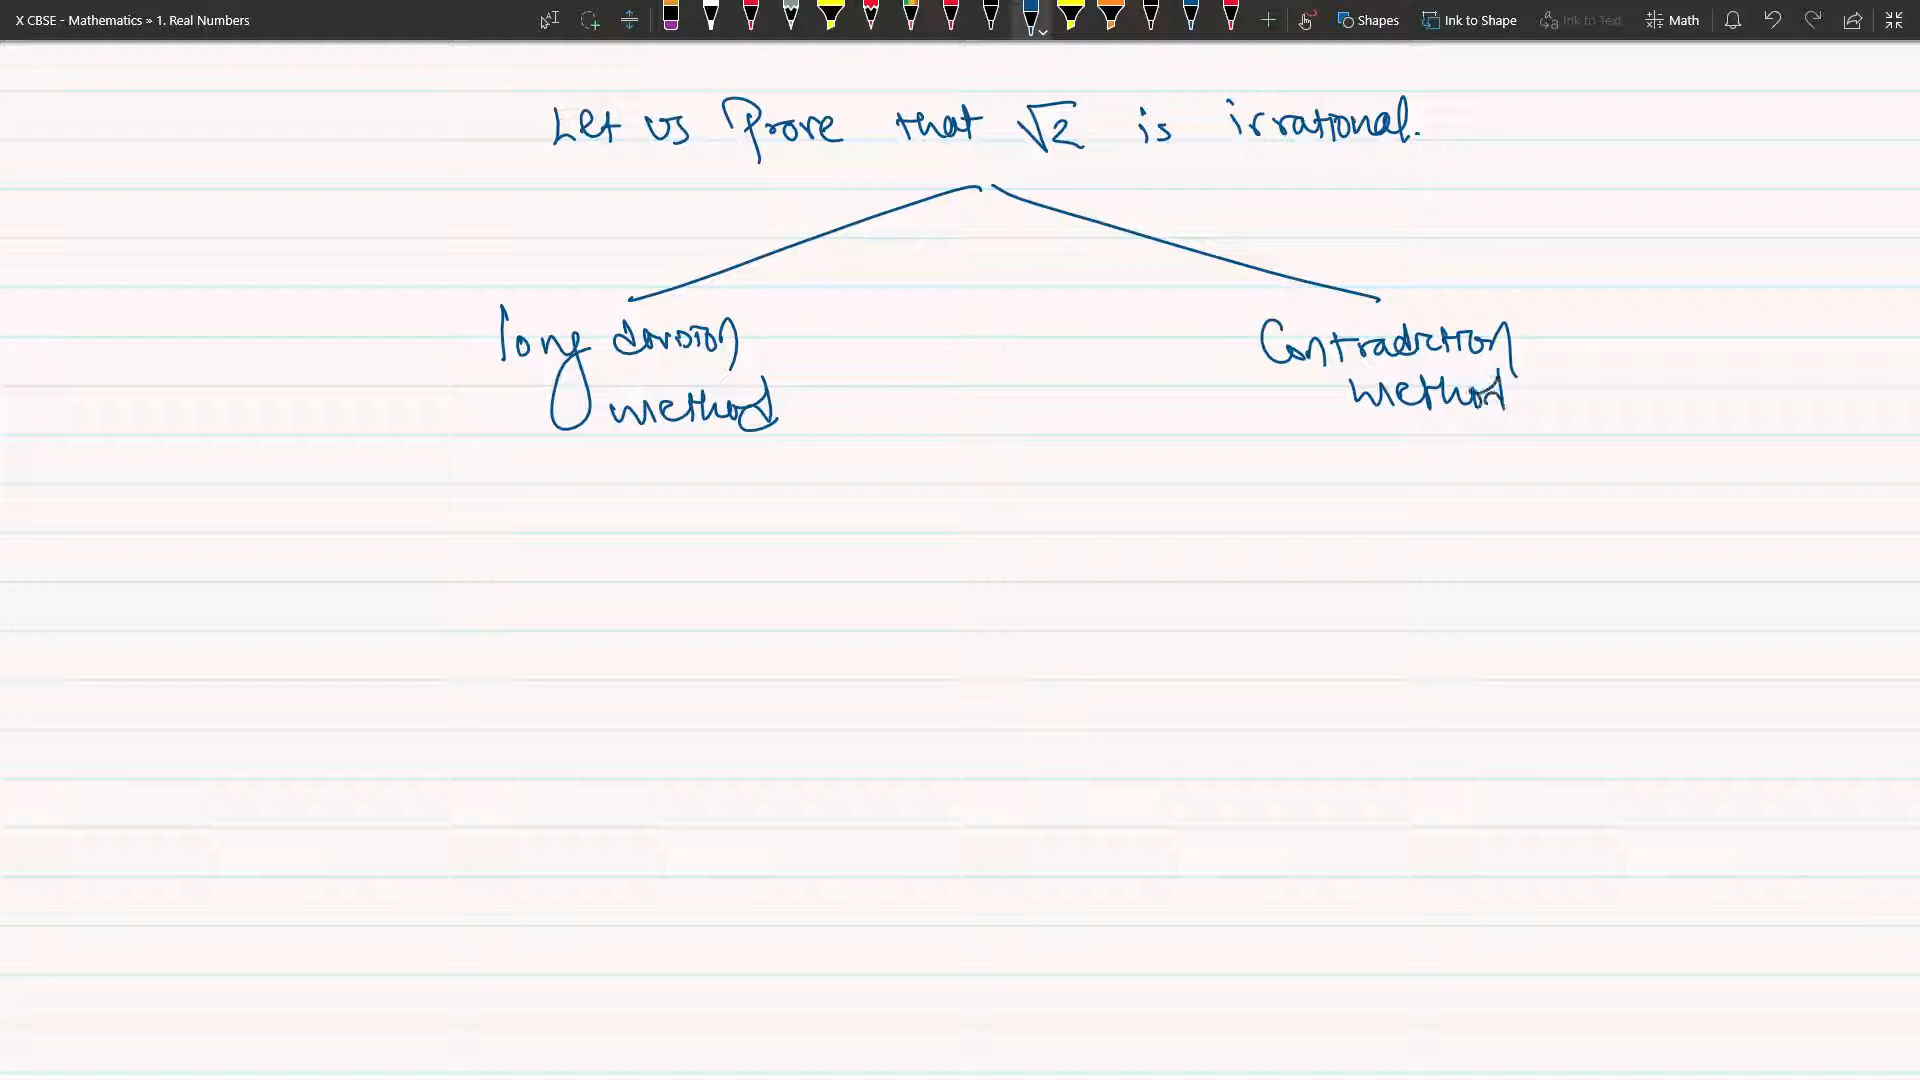 X CBSE - Mathematics » 1. Real Numbers
Shapes
Ink to Shape
Ink to Text
Math
Let us Prove that √2 is irrational.
long division
method
Contradiction
method